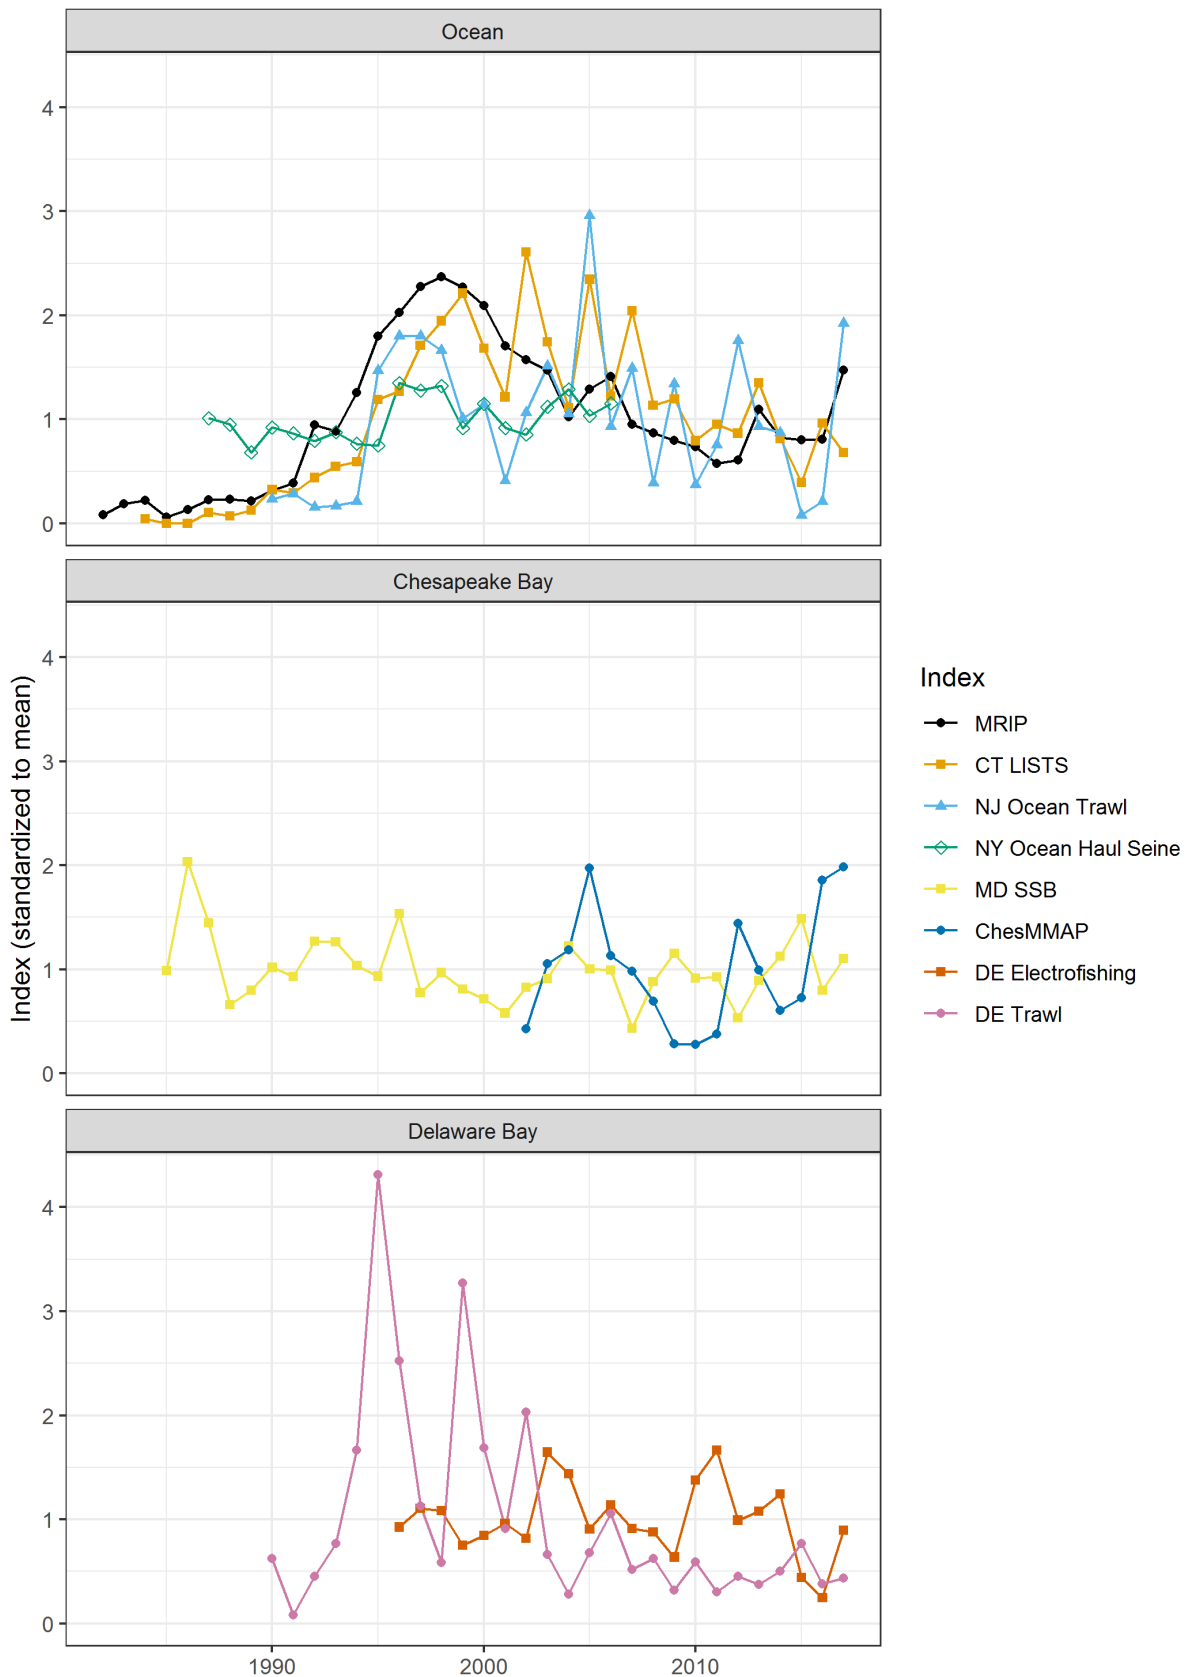 Ocean
4
3
2
1
0
Chesapeake Bay
4
3
2
1
0
Index (standardized to mean)
Delaware Bay
4
3
2
1
0
1990 2000 2010
Index
MRIP
CT LISTS
NJ Ocean Trawl
NY Ocean Haul Seine
MD SSB
ChesMMAP
DE Electrofishing
DE Trawl